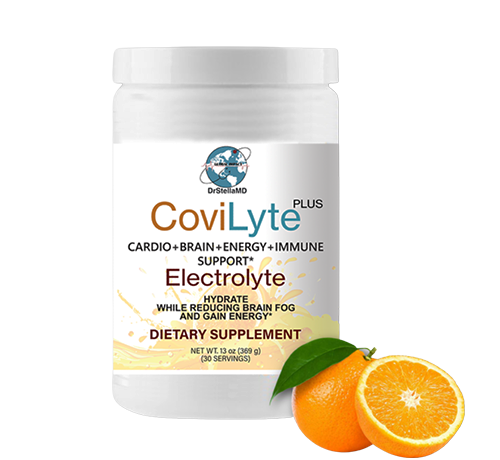 DrStellaMD
CoviLyte PLUS
CARDIO+BRAIN+ENERGY+IMMUNE
SUPPORT*
Electrolyte
HYDRATE
WHILE REDUCING BRAIN FOG
AND GAIN ENERGY*
DIETARY SUPPLEMENT
NET WT. 13 oz (369 g)
(30 SERVINGS)